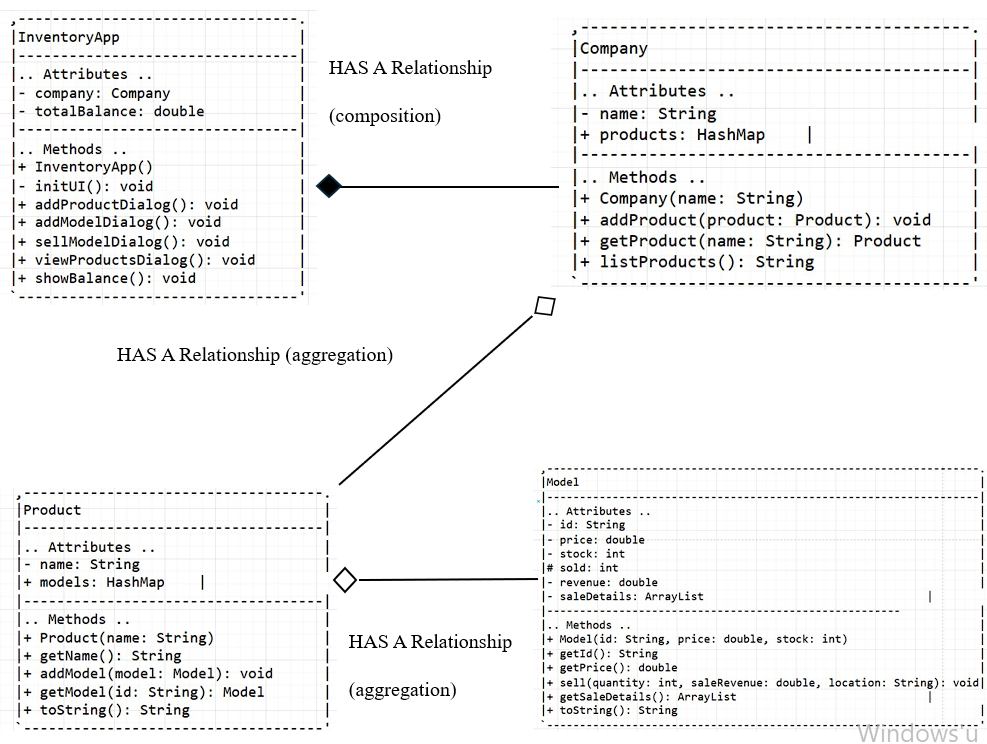 InventoryApp
.. Attributes ..
- company: Company
- totalBalance: double
.. Methods ..
+ InventoryApp()
- initUI(): void
+ addProductDialog(): void
+ addModelDialog(): void
+ sellModelDialog(): void
+ viewProductsDialog(): void
+ showBalance(): void
HAS A Relationship
(composition)
Company
.. Attributes ..
- name: String
+ products: HashMap
.. Methods ..
+ Company(name: String)
+ addProduct(product: Product): void
+ getProduct(name: String): Product
+ listProducts(): String
HAS A Relationship (aggregation)
Product
.. Attributes ..
- name: String
+ models: HashMap
.. Methods ..
+ Product(name: String)
+ getName(): String
+ addModel(model: Model): void
+ getModel(id: String): Model
+ toString(): String
HAS A Relationship
(aggregation)
Model
.. Attributes ..
- id: String
- price: double
- stock: int
# sold: int
- revenue: double
- saleDetails: ArrayList
.. Methods ..
+ Model(id: String, price: double, stock: int)
+ getId(): String
+ getPrice(): double
+ sell(quantity: int, saleRevenue: double, location: String): void
+ getSaleDetails(): ArrayList
+ toString(): String
Windows'u